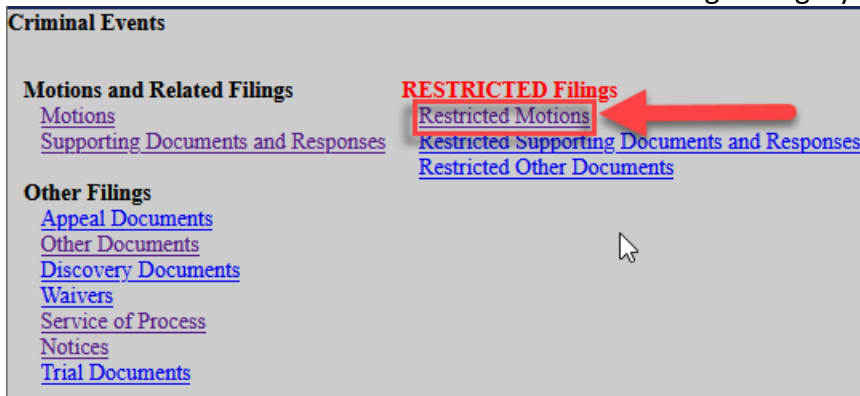 Criminal Events
Motions and Related Filings
Motions
Supporting Documents and Responses
Other Filings
Appeal Documents
Other Documents
Discovery Documents
Waivers
Service of Process
Notices
Trial Documents
RESTRICTED Filings
Restricted Motions
Restricted Supporting Documents and Responses
Restricted Other Documents